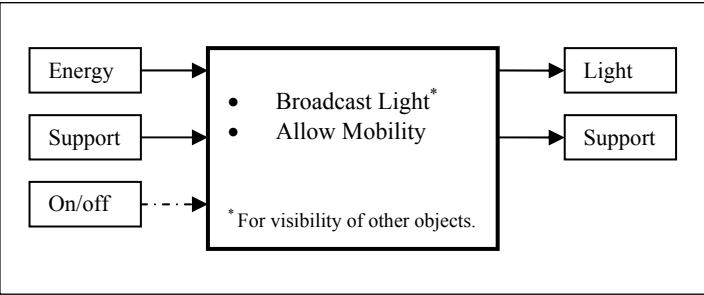 Energy
Support
On/off
• Broadcast Light*
• Allow Mobility
* For visibility of other objects.
Light
Support